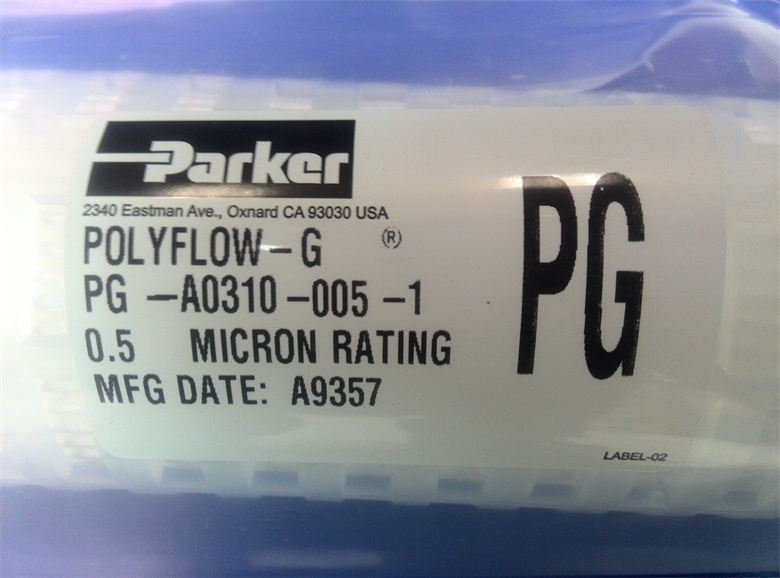 Parker
2340 Eastman Ave., Oxnard CA 93030 USA
POLYFLOW-G ®
PG -A0310-005-1
0.5 MICRON RATING
MFG DATE: A9357
PG
LABEL-02